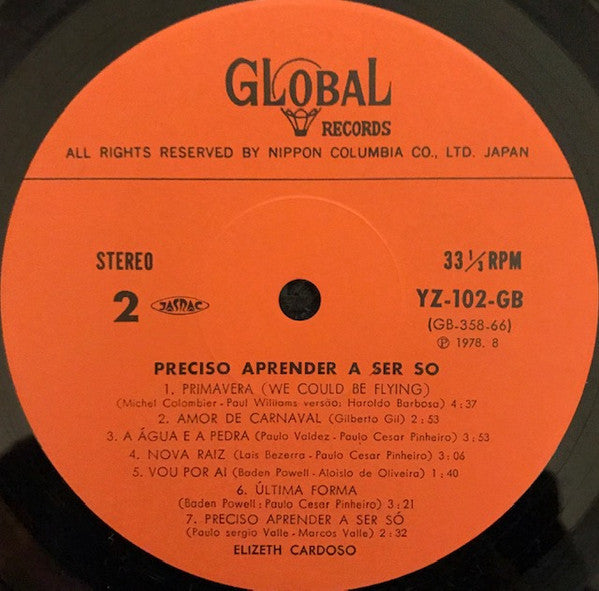 GLOBAL
RECORDS
ALL RIGHTS RESERVED BY NIPPON COLUMBIA CO., LTD. JAPAN
STEREO
33 1/3 RPM
2 JASRAC
YZ-102-GB
(GB-358-66)
Ⓟ 1978. 8
PRECISO APRENDER A SER SO
1. PRIMAVERA (WE COULD BE FLYING)
(Michel Colombier - Paul Williams versão: Haroldo Barbosa) 4:37
2. AMOR DE CARNAVAL (Gilberto Gil) 2:53
3. A ÁGUA E A PEDRA (Paulo Valdez - Paulo Cesar Pinheiro) 3:53
4. NOVA RAIZ (Lais Bezerra - Paulo Cesar Pinheiro) 3:06
5. VOU POR AI (Baden Powell - Aloisio de Oliveira) 1:40
6. ÚLTIMA FORMA
(Baden Powell : Paulo Cesar Pinheiro) 3:21
7. PRECISO APRENDER A SER SÓ
(Paulo sergio Valle - Marcos Valle) 2:32
ELIZETH CARDOSO